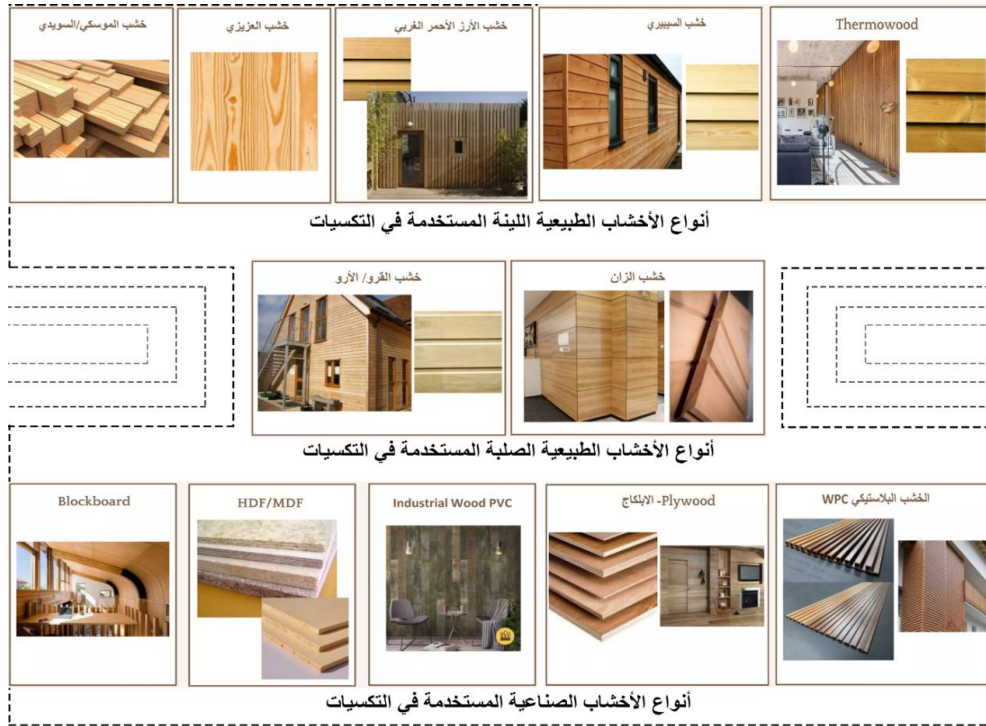 Thermowood
خشب السيبيري
خشب الأرز الأحمر الغربي
خشب العزيزي
خشب الموسكي/السويدي
أنواع الأخشاب الطبيعية اللينة المستخدمة في التكسيات
خشب الزان
خشب القرو/ الأرو
أنواع الأخشاب الطبيعية الصلبة المستخدمة في التكسيات
الخشب البلاستيكي WPC
Plywood- الابلكاج
Industrial Wood PVC
HDF/MDF
Blockboard
أنواع الأخشاب الصناعية المستخدمة في التكسيات